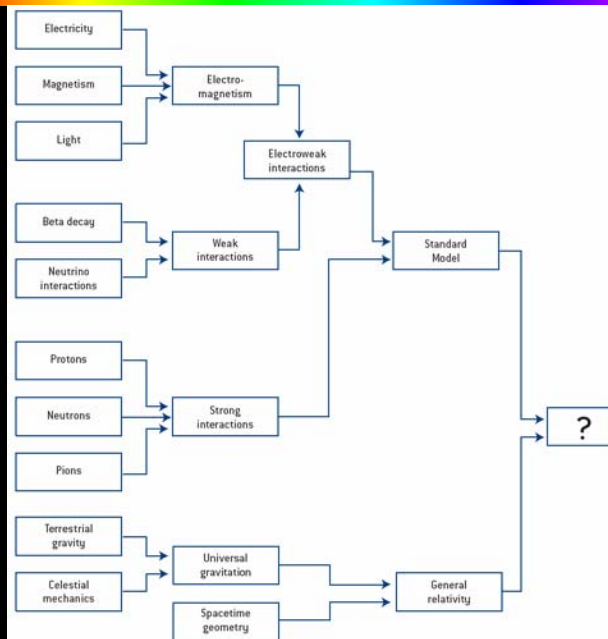 Electricity
Magnetism
Light
Electro-
magnetism
Electroweak
interactions
Beta decay
Neutrino
interactions
Weak
interactions
Standard
Model
Protons
Neutrons
Pions
Strong
interactions
?
Terrestrial
gravity
Celestial
mechanics
Universal
gravitation
Spacetime
geometry
General
relativity